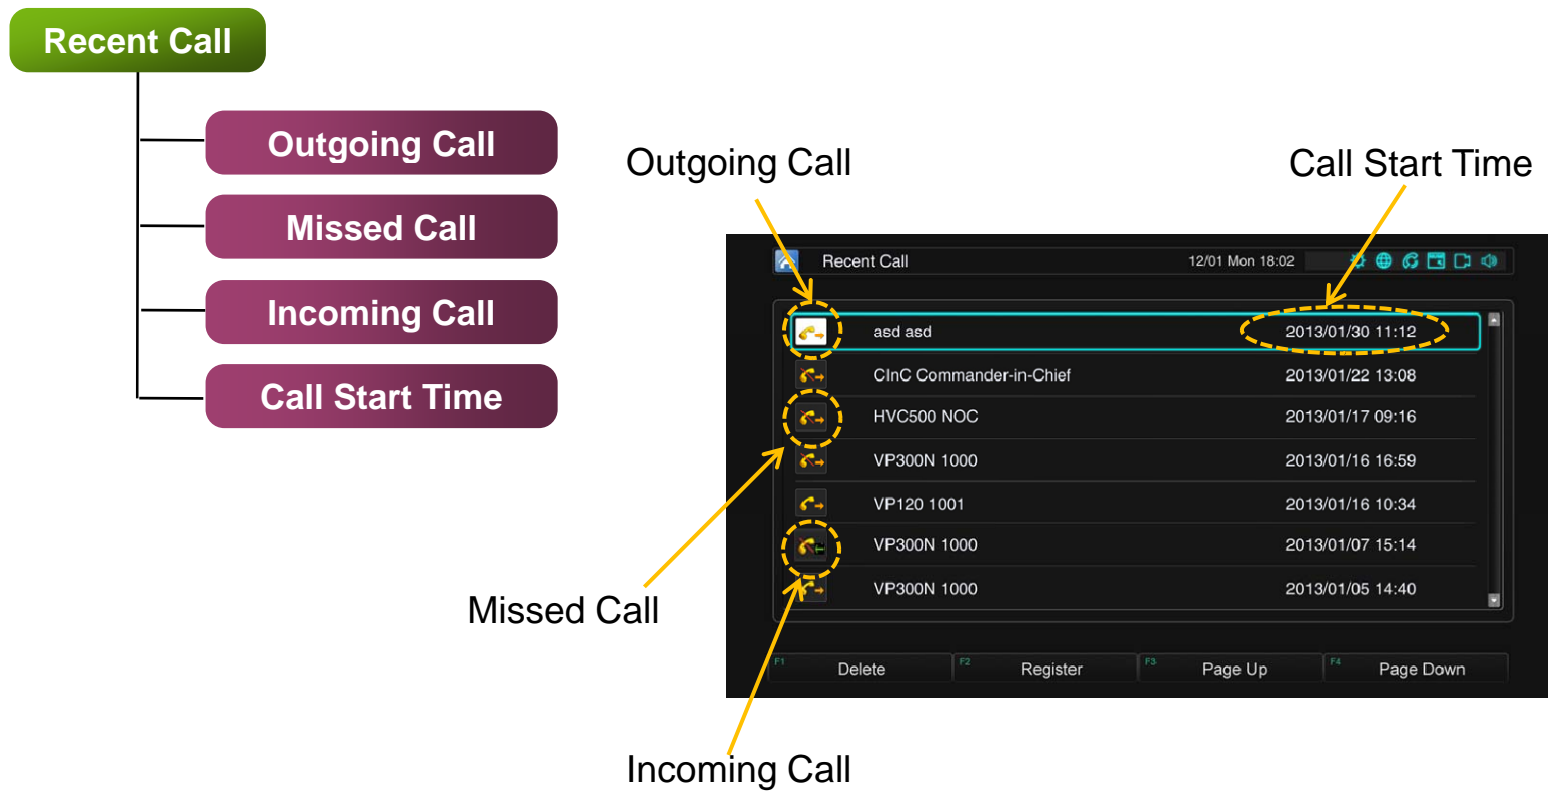 Recent Call
Outgoing Call
Missed Call
Incoming Call
Call Start Time
Outgoing Call
Call Start Time
Recent Call 12/01 Mon 18:02
asd asd 2013/01/30 11:12
CInC Commander-in-Chief 2013/01/22 13:08
HVC500 NOC 2013/01/17 09:16
VP300N 1000 2013/01/16 16:59
VP120 1001 2013/01/16 10:34
VP300N 1000 2013/01/07 15:14
VP300N 1000 2013/01/05 14:40
Missed Call
F1 Delete F2 Register F3 Page Up F4 Page Down
Incoming Call